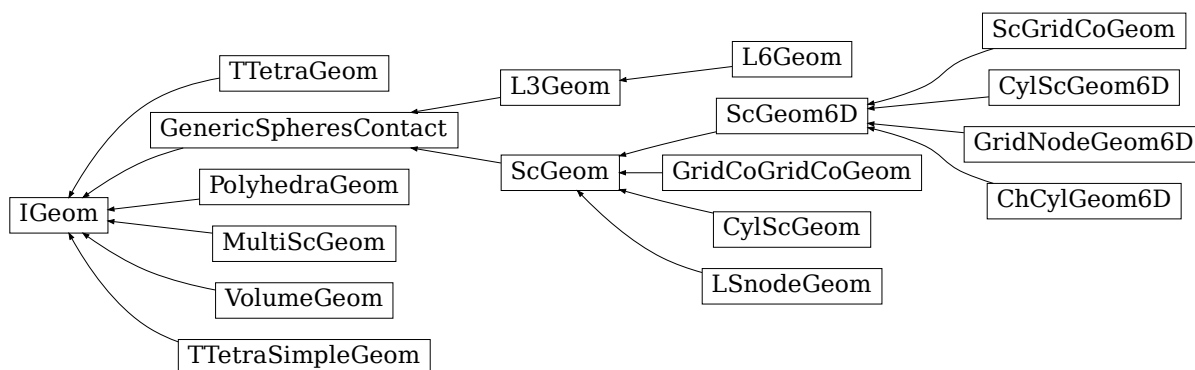 ScGridCoGeom
L6Geom
TTetraGeom
L3Geom
CylScGeom6D
ScGeom6D
GenericSpheresContact
GridNodeGeom6D
ScGeom
GridCoGridCoGeom
PolyhedraGeom
ChCylGeom6D
IGeom
CylScGeom
MultiScGeom
LSnodeGeom
VolumeGeom
TTetraSimpleGeom